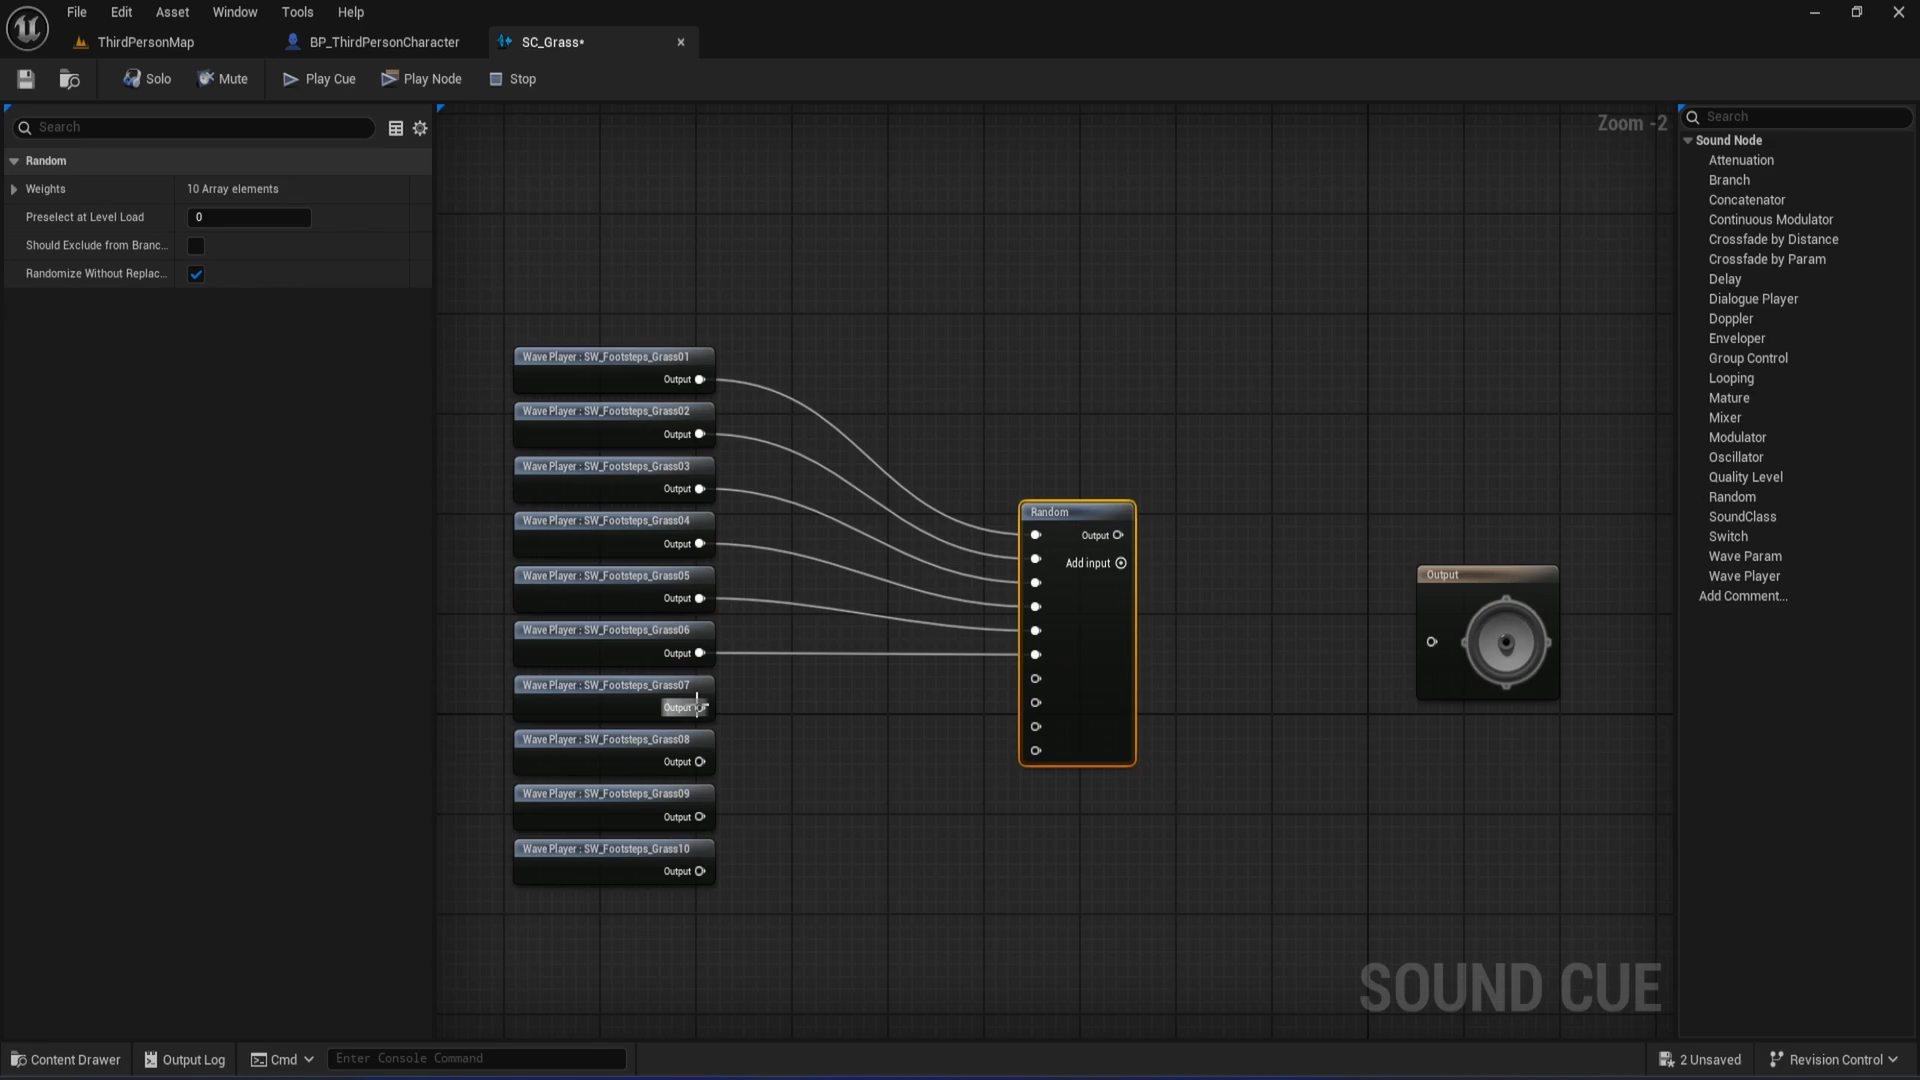 File Edit Asset Window Tools Help
ThirdPersonMap BP_ThirdPersonCharacter SC_Grass*
Solo Mute Play Cue Play Node Stop
Search
Random
Weights 10 Array elements
Preselect at Level Load 0
Should Exclude from Branc...
Randomize Without Replac...
Zoom -2
Wave Player : SW_Footsteps_Grass01
Output
Wave Player : SW_Footsteps_Grass02
Output
Wave Player : SW_Footsteps_Grass03
Output
Wave Player : SW_Footsteps_Grass04
Output
Wave Player : SW_Footsteps_Grass05
Output
Wave Player : SW_Footsteps_Grass06
Output
Wave Player : SW_Footsteps_Grass07
Output
Wave Player : SW_Footsteps_Grass08
Output
Wave Player : SW_Footsteps_Grass09
Output
Wave Player : SW_Footsteps_Grass10
Output
Random
Output
Add input
Output
SOUND CUE
Search
Sound Node
Attenuation
Branch
Concatenator
Continuous Modulator
Crossfade by Distance
Crossfade by Param
Delay
Dialogue Player
Doppler
Enveloper
Group Control
Looping
Mature
Mixer
Modulator
Oscillator
Quality Level
Random
SoundClass
Switch
Wave Param
Wave Player
Add Comment...
Content Drawer Output Log Cmd Enter Console Command 2 Unsaved Revision Control